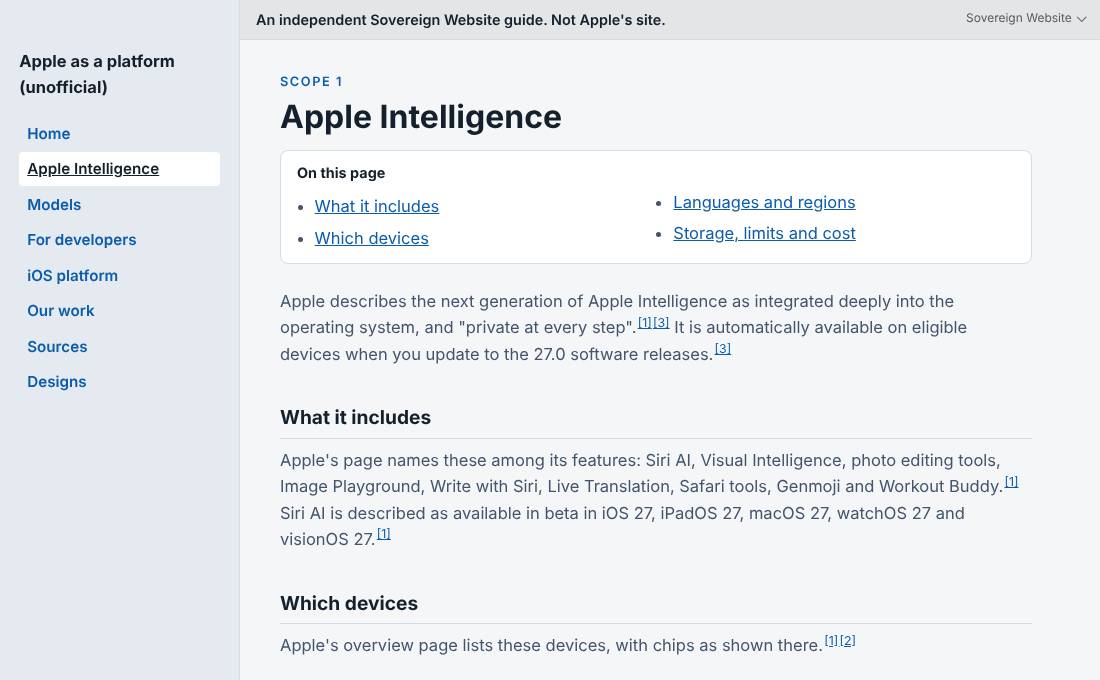 An independent Sovereign Website guide. Not Apple's site.
Sovereign Website
Apple as a platform
(unofficial)
Home
Apple Intelligence
Models
For developers
iOS platform
Our work
Sources
Designs
SCOPE 1
Apple Intelligence
On this page
What it includes
Which devices
Languages and regions
Storage, limits and cost
Apple describes the next generation of Apple Intelligence as integrated deeply into the
operating system, and "private at every step".[1][3] It is automatically available on eligible
devices when you update to the 27.0 software releases.[3]
What it includes
Apple's page names these among its features: Siri AI, Visual Intelligence, photo editing tools,
Image Playground, Write with Siri, Live Translation, Safari tools, Genmoji and Workout Buddy.[1]
Siri AI is described as available in beta in iOS 27, iPadOS 27, macOS 27, watchOS 27 and
visionOS 27.[1]
Which devices
Apple's overview page lists these devices, with chips as shown there.[1][2]